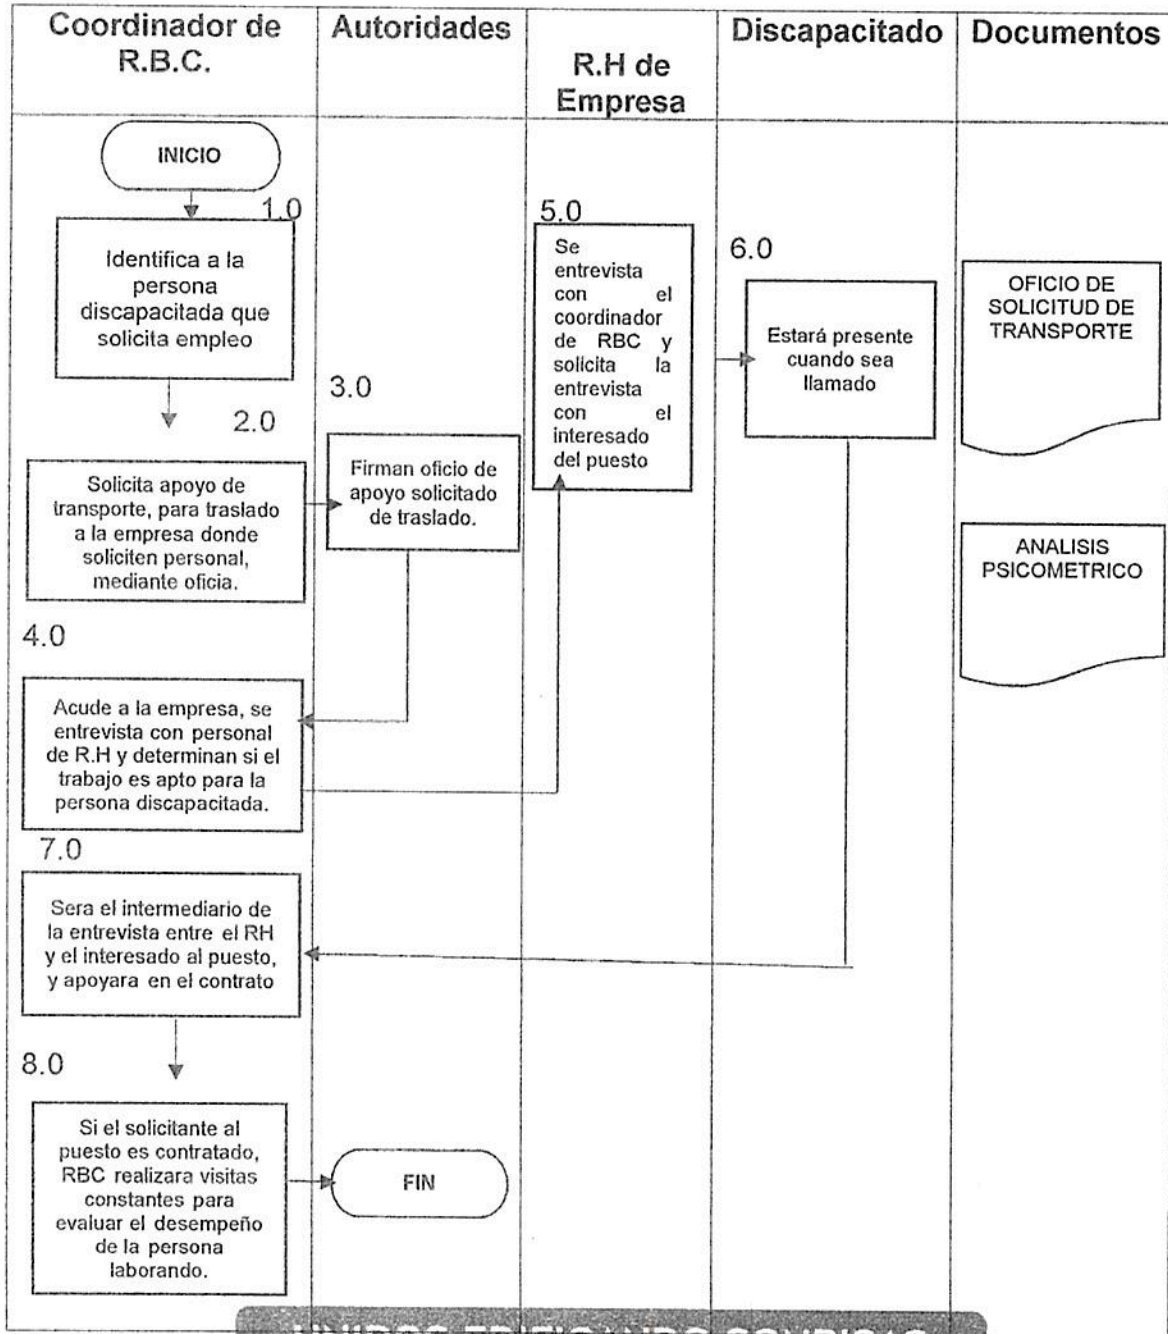 Coordinador de
R.B.C.
Autoridades
R.H de
Empresa
Discapacitado
Documentos
INICIO
1.0
Identifica a la
persona
discapacitada que
solicita empleo
2.0
Solicita apoyo de
transporte, para traslado
a la empresa donde
soliciten personal,
mediante oficia.
3.0
Firman oficio de
apoyo solicitado
de traslado.
4.0
Acude a la empresa, se
entrevista con personal
de R.H y determinan si el
trabajo es apto para la
persona discapacitada.
5.0
Se
entrevista
con el
coordinador
de RBC y
solicita la
entrevista
con el
interesado
del puesto
6.0
Estará presente
cuando sea
llamado
7.0
Sera el intermediario de
la entrevista entre el RH
y el interesado al puesto,
y apoyara en el contrato
8.0
Si el solicitante al
puesto es contratado,
RBC realizara visitas
constantes para
evaluar el desempeño
de la persona
laborando.
FIN
OFICIO DE
SOLICITUD DE
TRANSPORTE
ANALISIS
PSICOMETRICO
UNIDOS EDIFICANDO SONRISAS